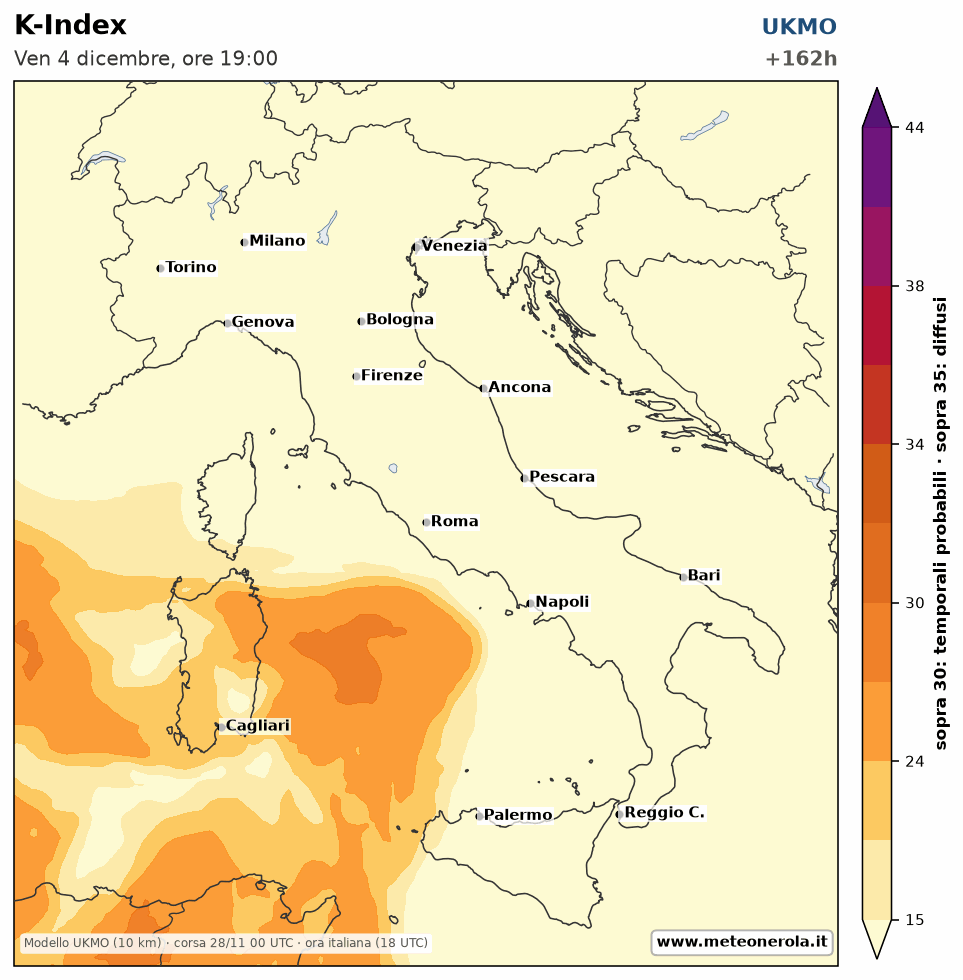 K-Index
UKMO
Ven 4 dicembre, ore 19:00
+162h
44
38
34
30
24
15
sopra 30: temporali probabili · sopra 35: diffusi
Milano
Venezia
Torino
Genova
Bologna
Firenze
Ancona
Pescara
Roma
Bari
Napoli
Cagliari
Palermo
Reggio C.
Modello UKMO (10 km) · corsa 28/11 00 UTC · ora italiana (18 UTC)
www.meteonerola.it